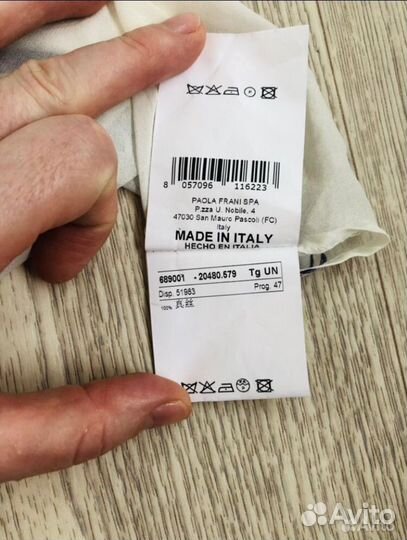 8 057096 116223
PAOLA FRANI SPA
P.zza U. Nobile, 4
47030 San Mauro Pascoli (FC)
Italy
MADE IN ITALY
HECHO EN ITALIA
689001 - 20480.579 Tg UN
Disp. 51983 Prog. 47
100% 真丝
Avito